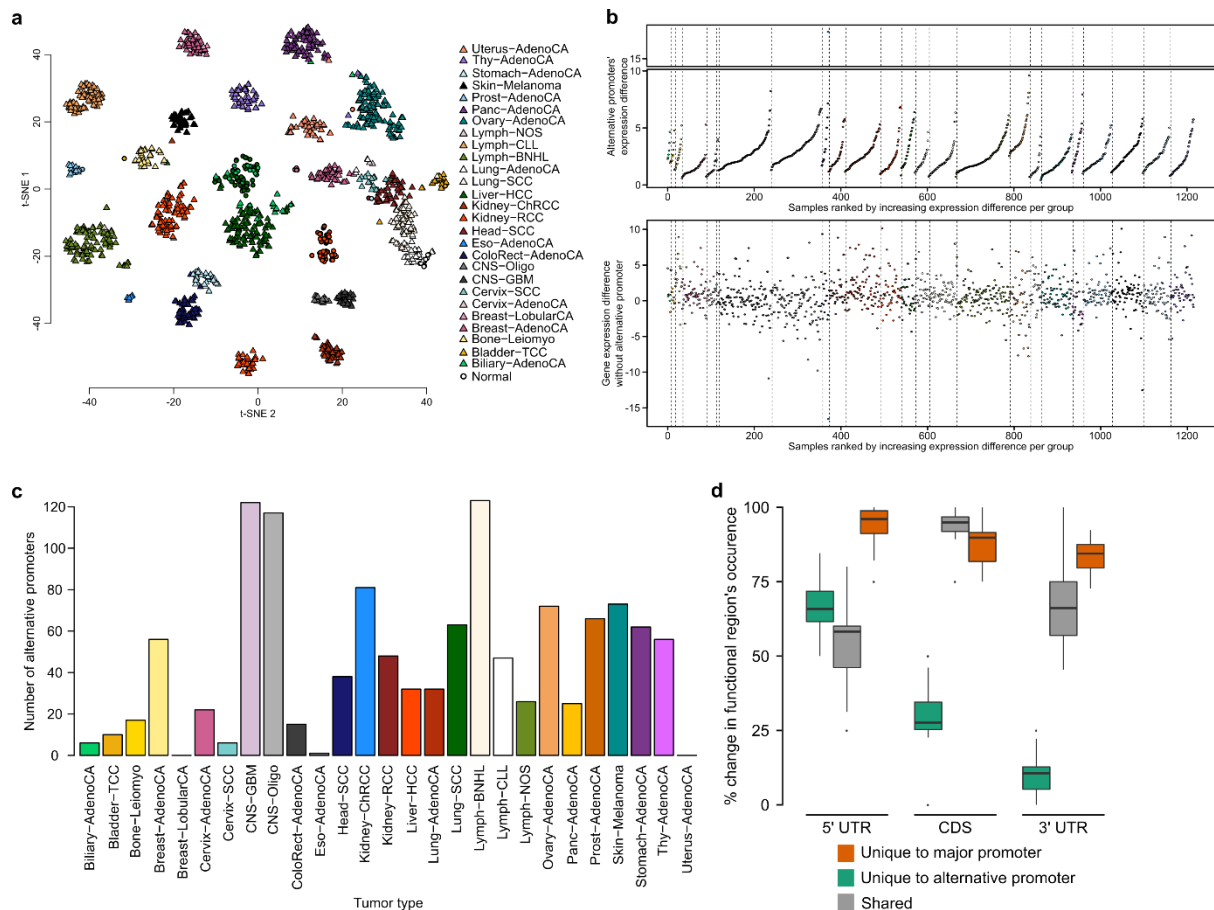 a
40
20
0
-20
-40
t-SNE 1
-40
-20
0
20
40
t-SNE 2
Uterus-AdenoCA
Thy-AdenoCA
Stomach-AdenoCA
Skin-Melanoma
Prost-AdenoCA
Panc-AdenoCA
Ovary-AdenoCA
Lymph-NOS
Lymph-CLL
Lymph-BNHL
Lung-AdenoCA
Lung-SCC
Liver-HCC
Kidney-ChRCC
Kidney-RCC
Head-SCC
Eso-AdenoCA
ColoRect-AdenoCA
CNS-Oligo
CNS-GBM
Cervix-SCC
Cervix-AdenoCA
Breast-LobularCA
Breast-AdenoCA
Bone-Leiomyo
Bladder-TCC
Biliary-AdenoCA
Normal
b
Alternative promoters'
expression difference
15
10
5
0
0
200
400
600
800
1000
1200
Samples ranked by increasing expression difference per group
Gene expression difference
without alternative promoter
10
5
0
-5
-10
-15
0
200
400
600
800
1000
1200
Samples ranked by increasing expression difference per group
c
Number of alternative promoters
120
100
80
60
40
20
0
Biliary-AdenoCA
Bladder-TCC
Bone-Leiomyo
Breast-AdenoCA
Breast-LobularCA
Cervix-AdenoCA
Cervix-SCC
CNS-GBM
CNS-Oligo
ColoRect-AdenoCA
Eso-AdenoCA
Head-SCC
Kidney-ChRCC
Kidney-RCC
Liver-HCC
Lung-AdenoCA
Lung-SCC
Lymph-BNHL
Lymph-CLL
Lymph-NOS
Ovary-AdenoCA
Panc-AdenoCA
Prost-AdenoCA
Skin-Melanoma
Stomach-AdenoCA
Thy-AdenoCA
Uterus-AdenoCA
Tumor type
d
% change in functional region's occurence
100
75
50
25
0
5' UTR
CDS
3' UTR
Unique to major promoter
Unique to alternative promoter
Shared